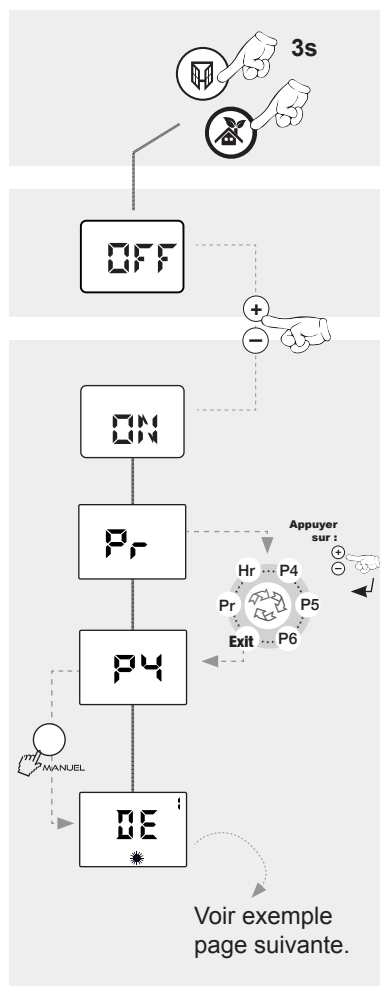 3s
OFF
+
−
ON
Pr
Appuyer
sur :
+
−
Hr
P4
Pr
P5
Exit
P6
P4
MANUEL
DE
1
Voir exemple
page suivante.